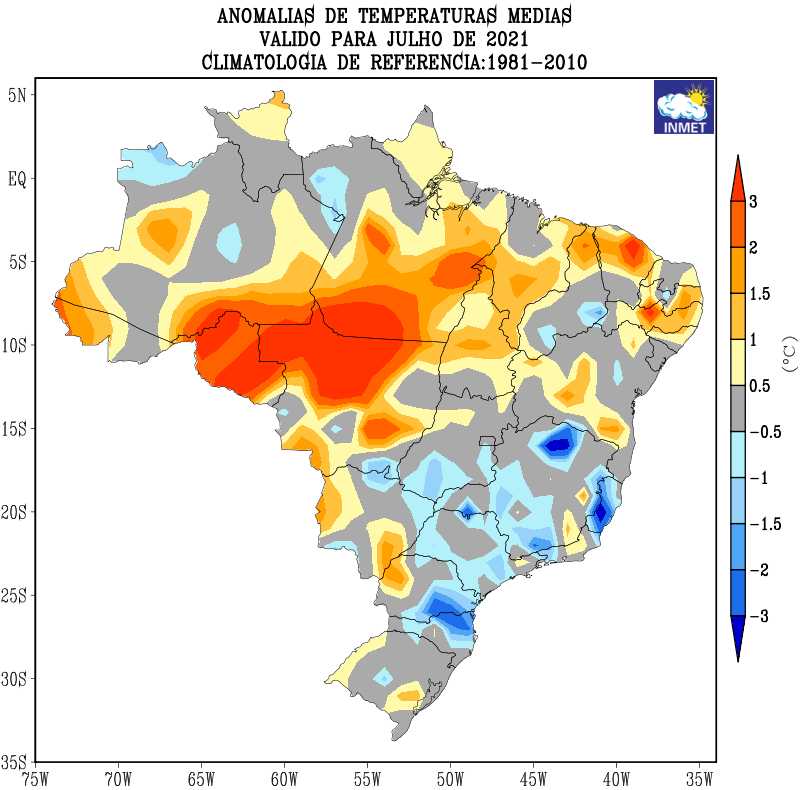 ANOMALIAS DE TEMPERATURAS MEDIAS
VALIDO PARA JULHO DE 2021
CLIMATOLOGIA DE REFERENCIA:1981-2010
INMET
5N
EQ
5S
10S
15S
20S
25S
30S
35S
75W 70W 65W 60W 55W 50W 45W 40W 35W
3
2
1.5
1
0.5
-0.5
-1
-1.5
-2
-3
(°C)